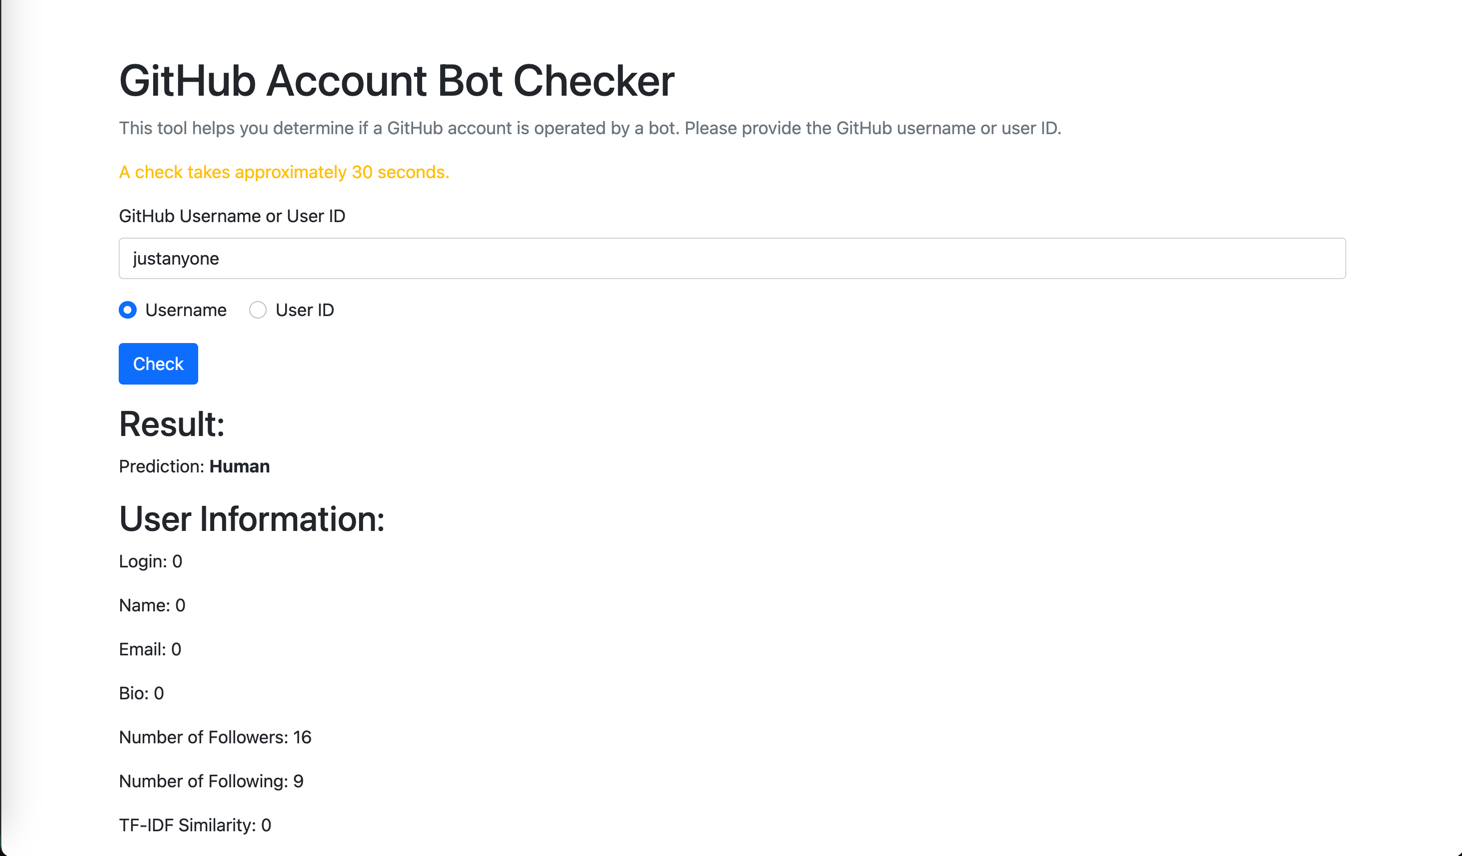 GitHub Account Bot Checker
This tool helps you determine if a GitHub account is operated by a bot. Please provide the GitHub username or user ID.
A check takes approximately 30 seconds.
GitHub Username or User ID
justanyone
Username User ID
Check
Result:
Prediction: Human
User Information:
Login: 0
Name: 0
Email: 0
Bio: 0
Number of Followers: 16
Number of Following: 9
TF-IDF Similarity: 0